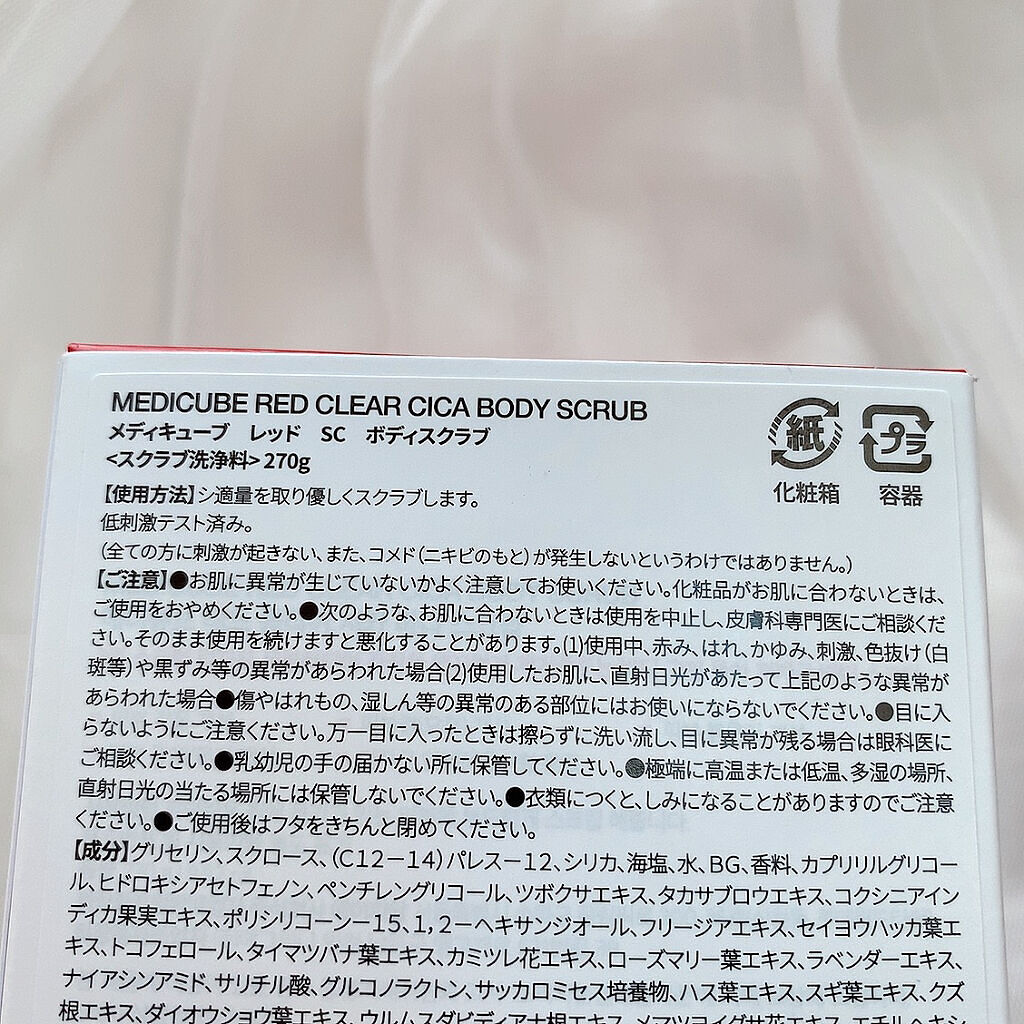 MEDICUBE RED CLEAR CICA BODY SCRUB
メディキューブ レッド SC ボディスクラブ
<スクラブ洗浄料> 270g
紙
化粧箱
プラ
容器
【使用方法】シ適量を取り優しくスクラブします。
低刺激テスト済み。
(全ての方に刺激が起きない、また、コメド(ニキビのもと)が発生しないというわけではありません。)
【ご注意】●お肌に異常が生じていないかよく注意してお使いください。化粧品がお肌に合わないときは、
ご使用をおやめください。●次のような、お肌に合わないときは使用を中止し、皮膚科専門医にご相談くだ
さい。そのまま使用を続けますと悪化することがあります。(1)使用中、赤み、はれ、かゆみ、刺激、色抜け(白
斑等)や黒ずみ等の異常があらわれた場合(2)使用したお肌に、直射日光があたって上記のような異常が
あらわれた場合●傷やはれもの、湿しん等の異常のある部位にはお使いにならないでください。●目に入
らないようにご注意ください。万一目に入ったときは擦らずに洗い流し、目に異常が残る場合は眼科医に
ご相談ください。●乳幼児の手の届かない所に保管してください。●極端に高温または低温、多湿の場所、
直射日光の当たる場所には保管しないでください。●衣類につくと、しみになることがありますのでご注意
ください。●ご使用後はフタをきちんと閉めてください。
【成分】グリセリン、スクロース、(C12－14)パレス－12、シリカ、海塩、水、BG、香料、カプリリルグリコー
ル、ヒドロキシアセトフェノン、ペンチレングリコール、ツボクサエキス、タカサブロウエキス、コクシニアイン
ディカ果実エキス、ポリシリコーン－15、1，2－ヘキサンジオール、フリージアエキス、セイヨウハッカ葉エ
キス、トコフェロール、タイマツバナ葉エキス、カミツレ花エキス、ローズマリー葉エキス、ラベンダーエキス、
ナイアシンアミド、サリチル酸、グルコノラクトン、サッカロミセス培養物、ハス葉エキス、スギ葉エキス、クズ
根エキス、ダイオウショウ葉エキス、ウルムスダビディアナ根エキス、メマツヨイグサ花エキス、エチルヘキシ